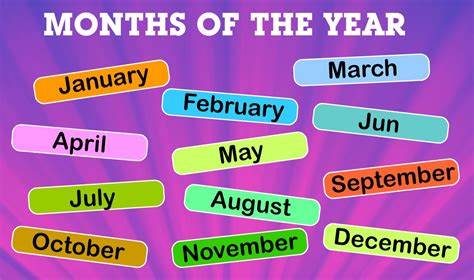 MONTHS OF THE YEAR
January
February
March
April
May
Jun
July
August
September
October
November
December